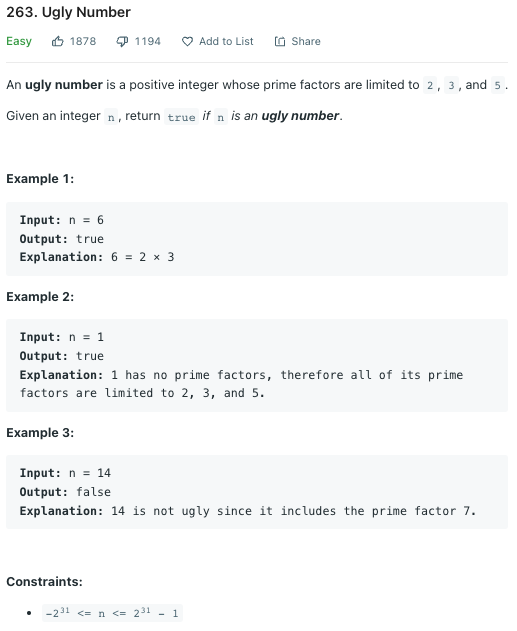 263. Ugly Number
Easy 1878 1194 Add to List Share
An ugly number is a positive integer whose prime factors are limited to 2, 3, and 5.
Given an integer n, return true if n is an ugly number.
Example 1:
Input: n = 6
Output: true
Explanation: 6 = 2 × 3
Example 2:
Input: n = 1
Output: true
Explanation: 1 has no prime factors, therefore all of its prime
factors are limited to 2, 3, and 5.
Example 3:
Input: n = 14
Output: false
Explanation: 14 is not ugly since it includes the prime factor 7.
Constraints:
• -2³¹ <= n <= 2³¹ - 1